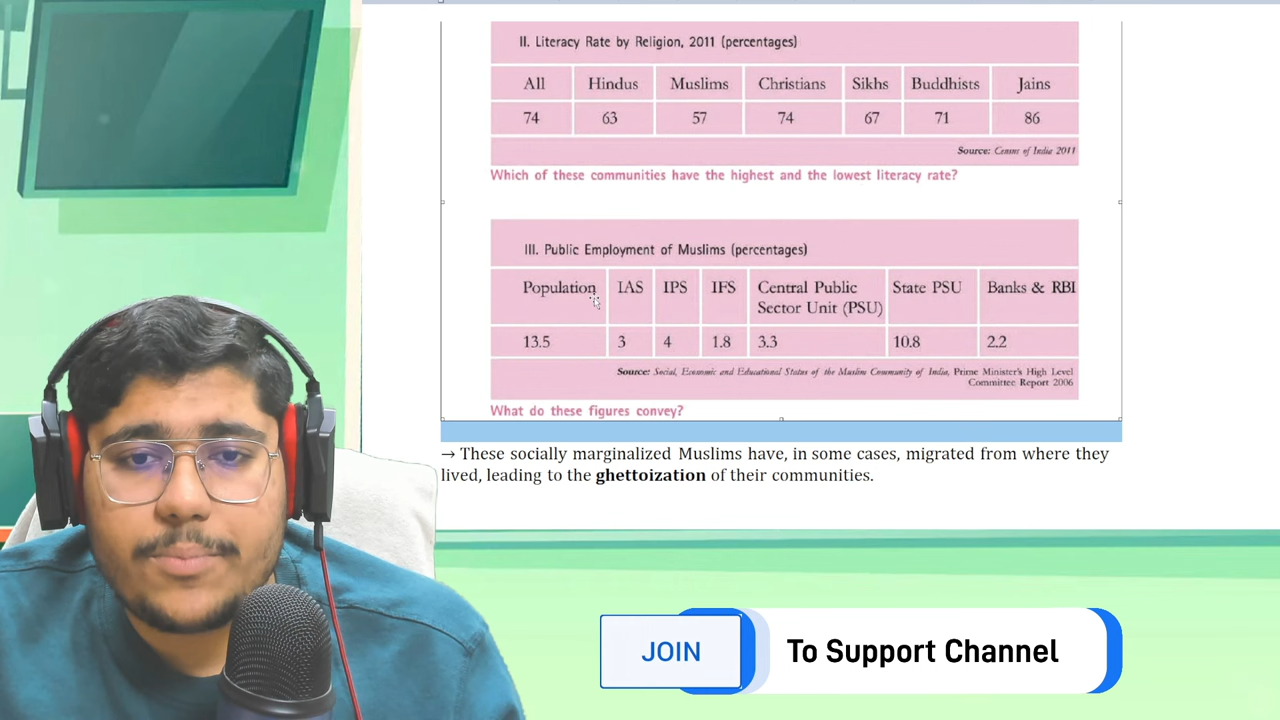 II. Literacy Rate by Religion, 2011 (percentages)
All Hindus Muslims Christians Sikhs Buddhists Jains
74 63 57 74 67 71 86
Source: Census of India 2011
Which of these communities have the highest and the lowest literacy rate?
III. Public Employment of Muslims (percentages)
Population IAS IPS IFS Central Public Sector Unit (PSU) State PSU Banks & RBI
13.5 3 4 1.8 3.3 10.8 2.2
Source: Social, Economic and Educational Status of the Muslim Community of India, Prime Minister's High Level
Committee Report 2006
What do these figures convey?
→ These socially marginalized Muslims have, in some cases, migrated from where they
lived, leading to the ghettoization of their communities.
JOIN To Support Channel